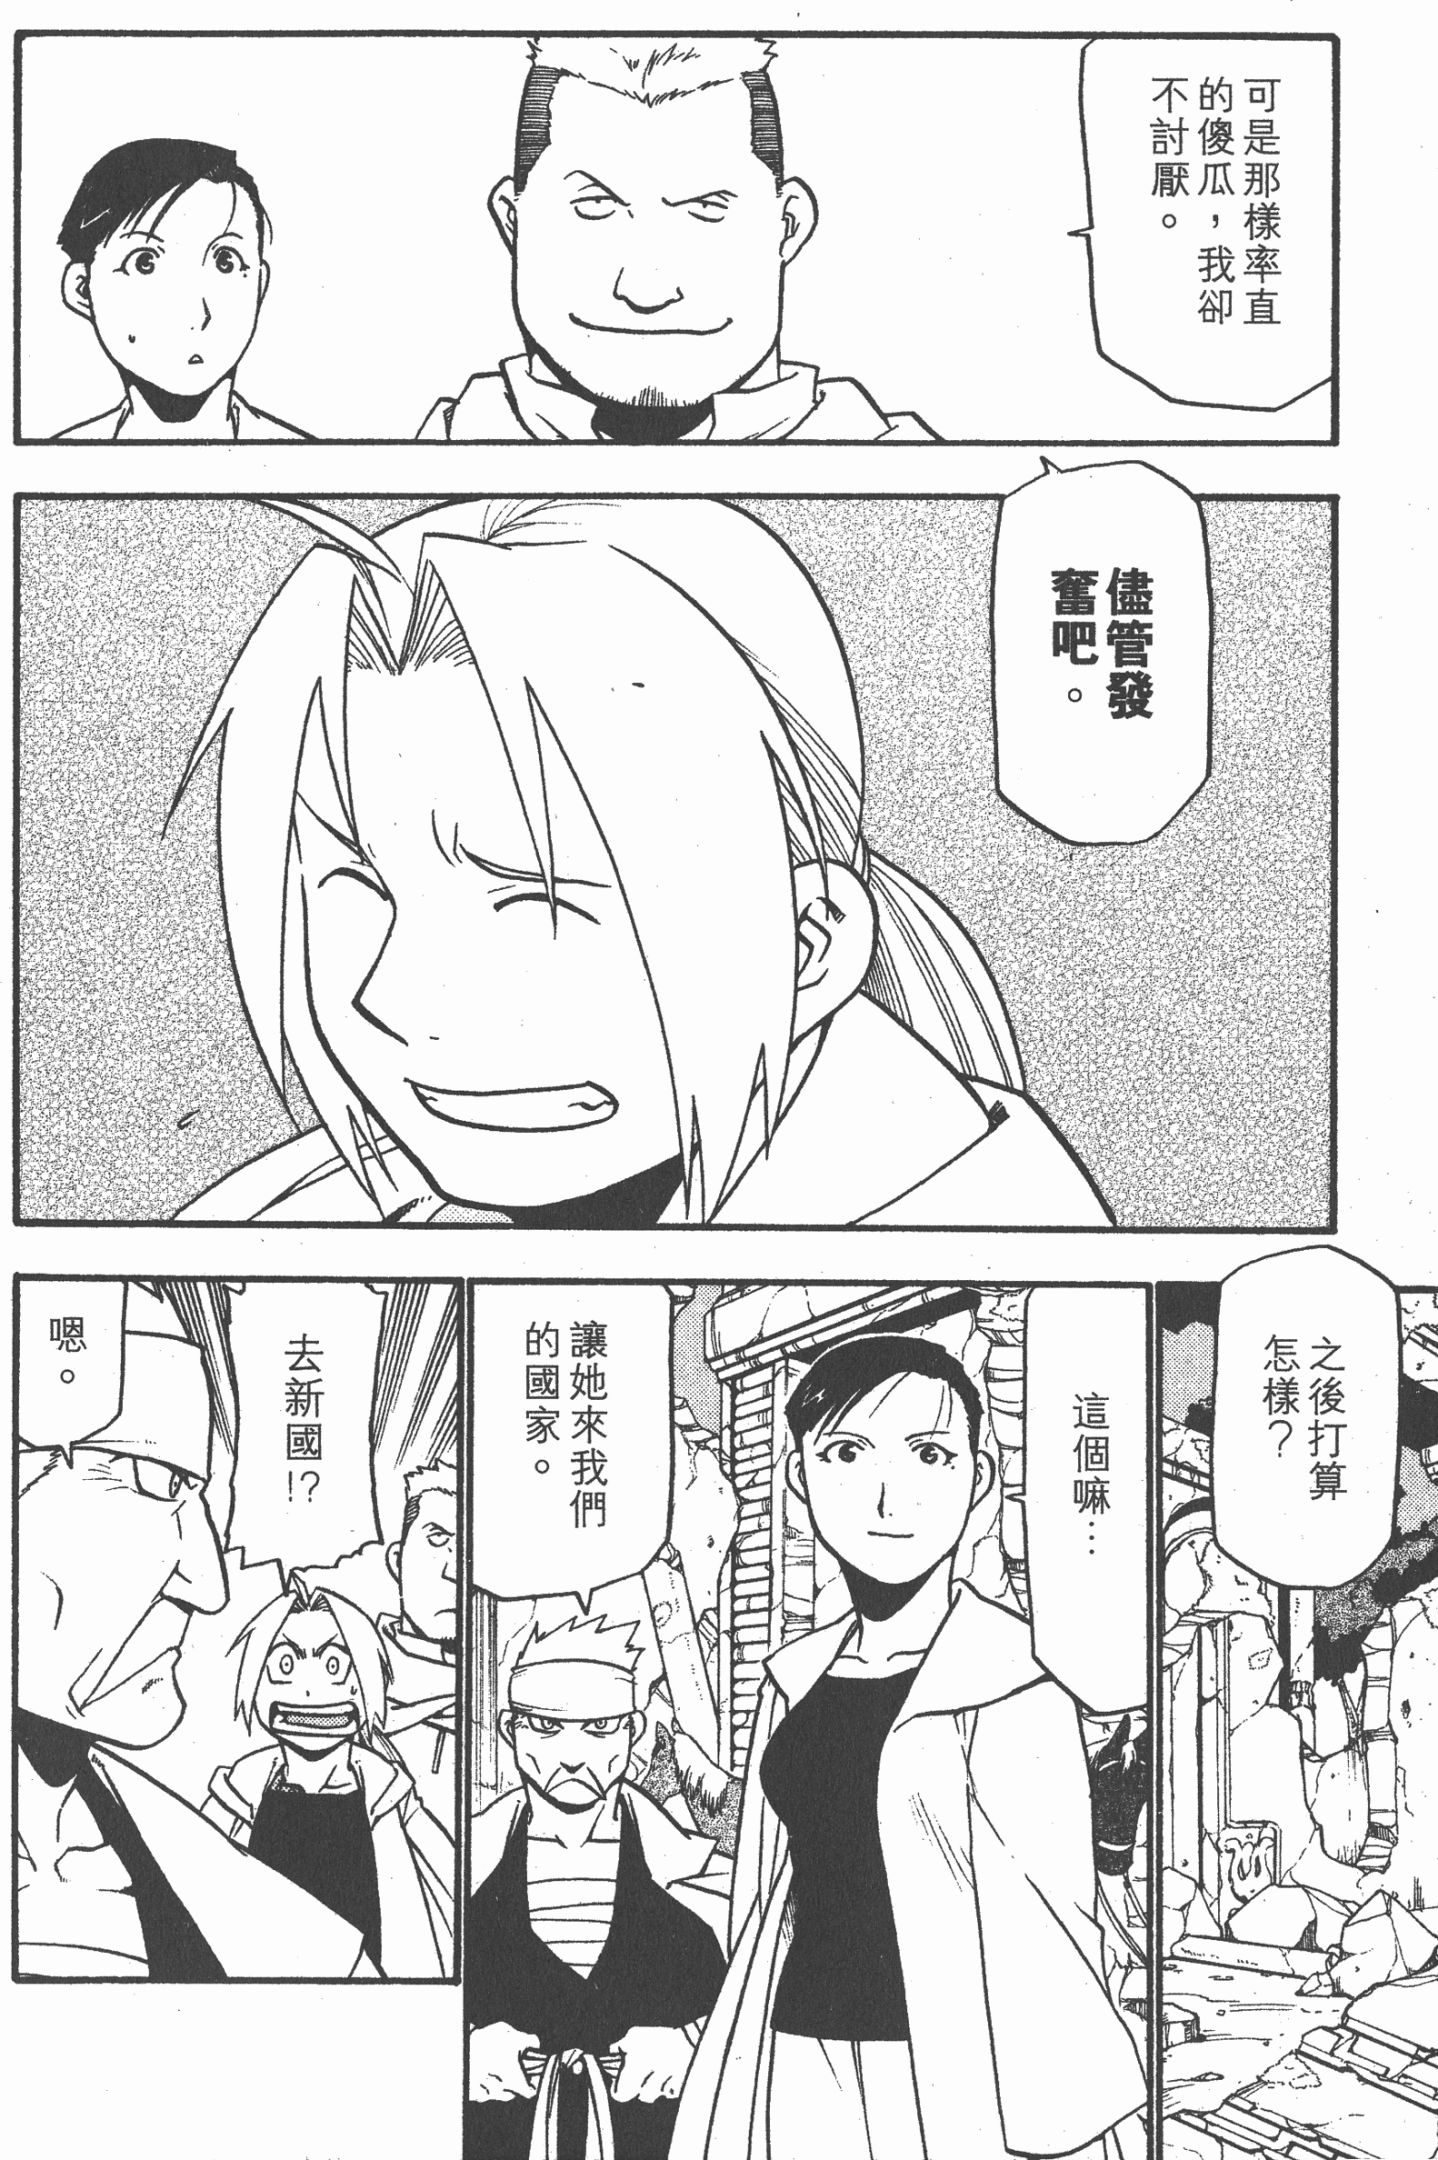 可是那樣率直
的傻瓜，我卻
不討厭。
儘管發
奮吧。
之後打算
怎樣？
這個嘛…
讓她來我們
的國家。
去新國!?
嗯。